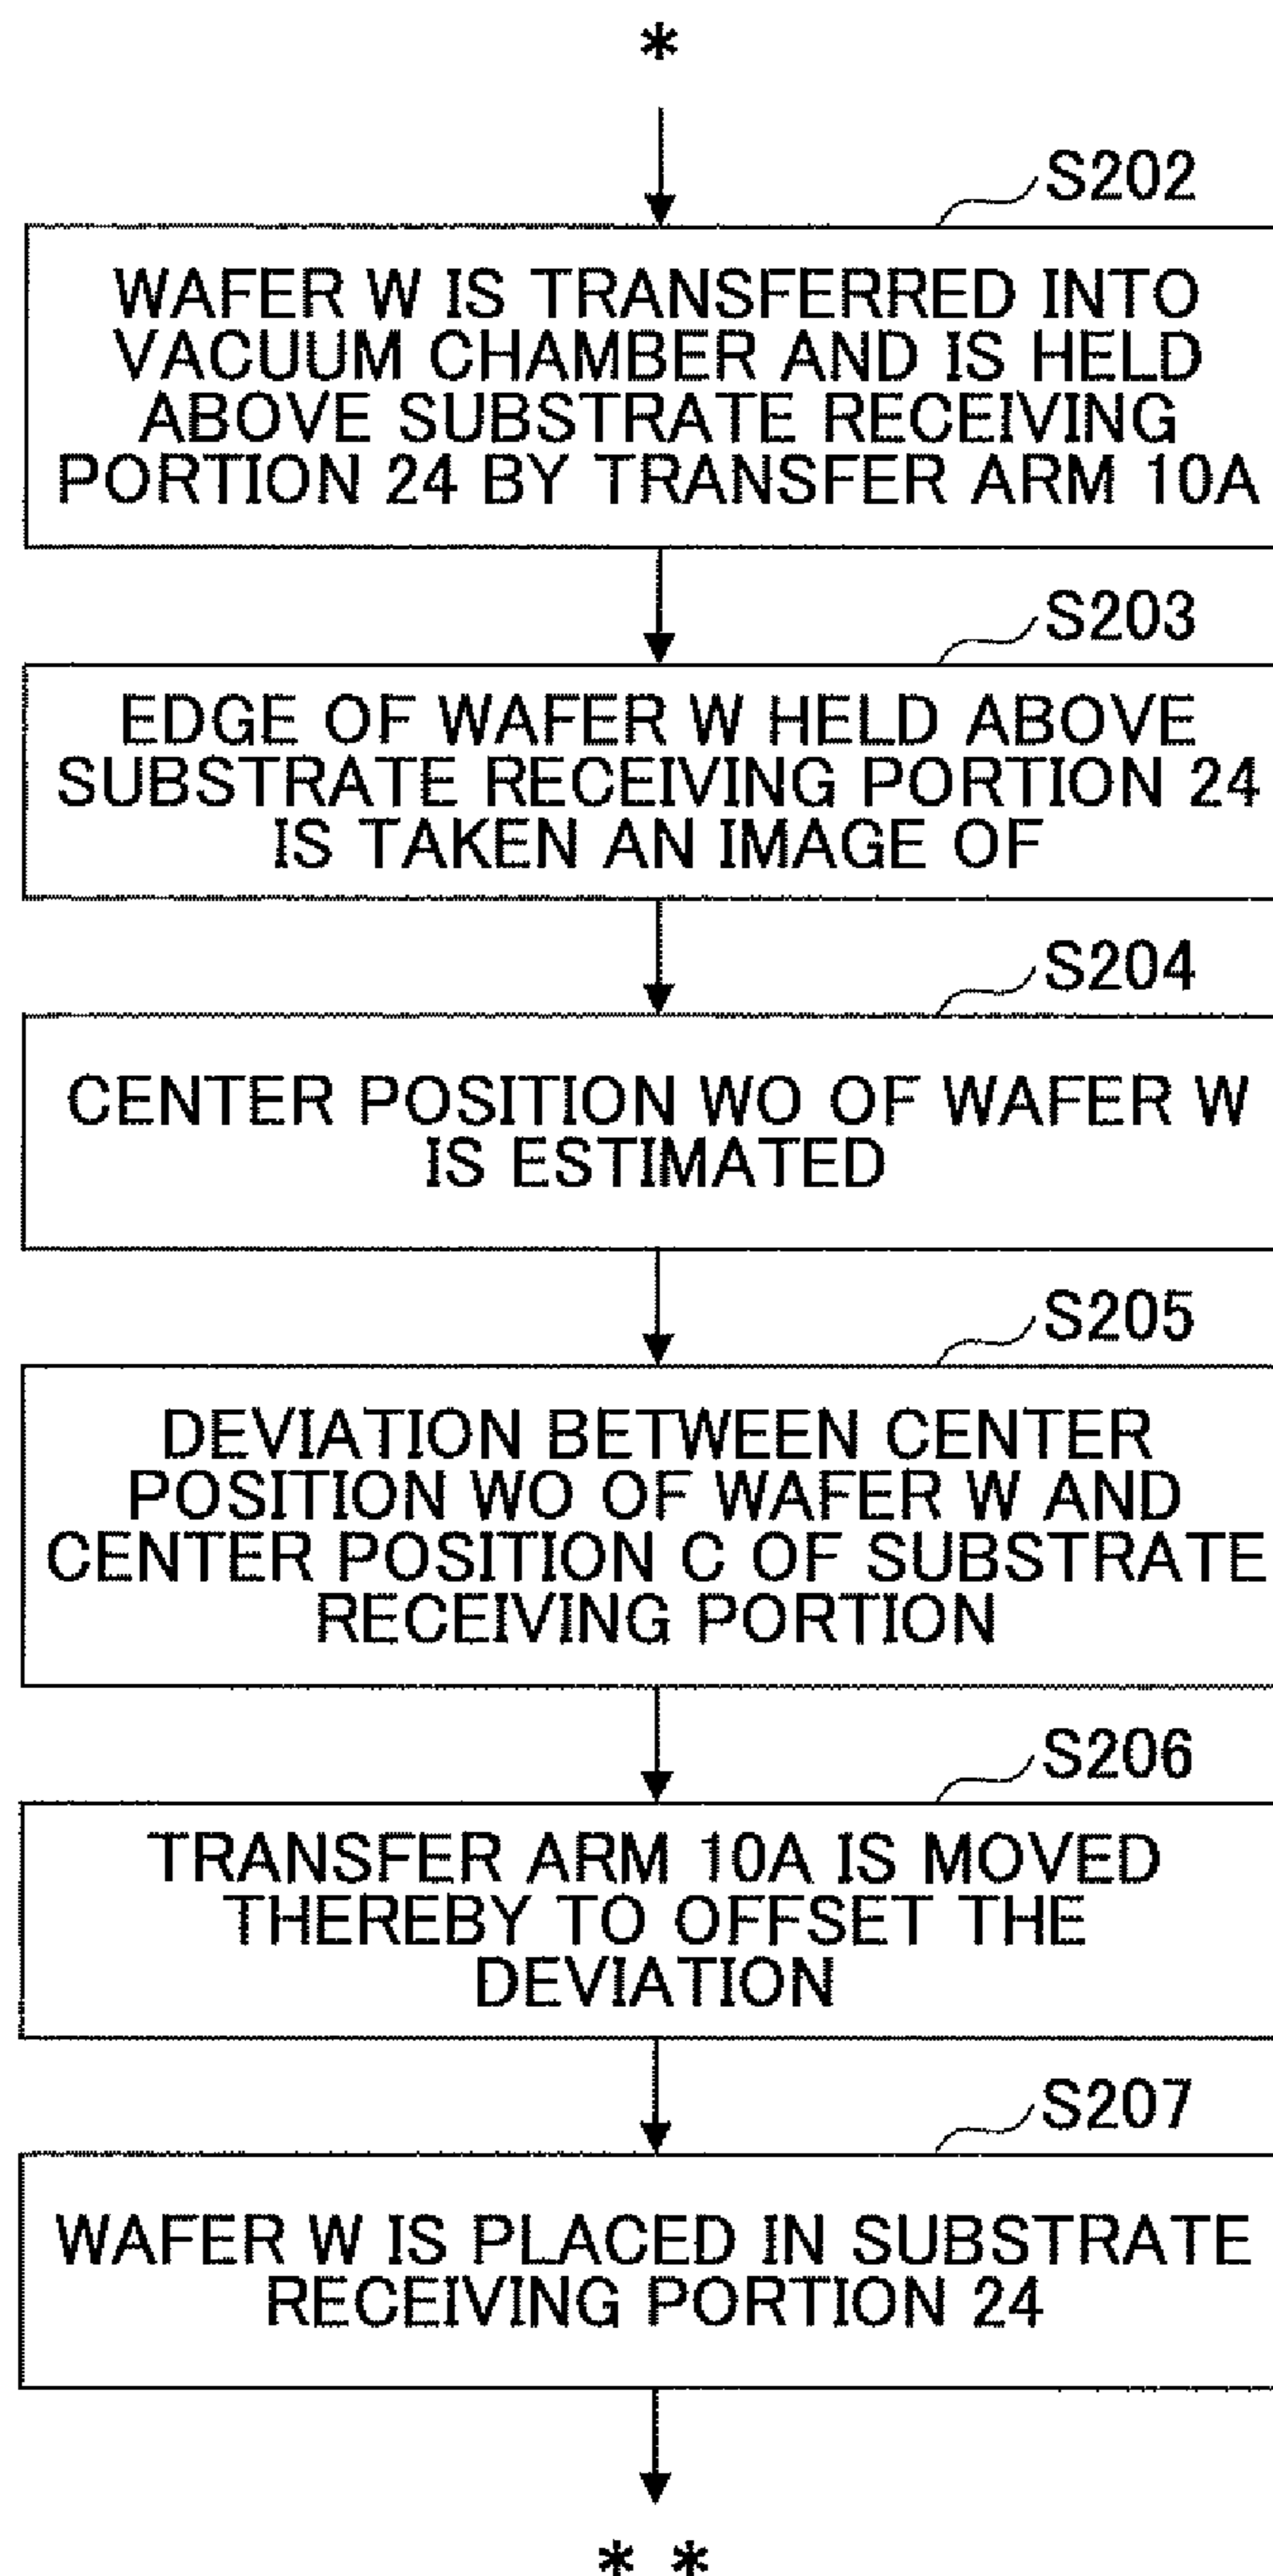 *
S202
WAFER W IS TRANSFERRED INTO
VACUUM CHAMBER AND IS HELD
ABOVE SUBSTRATE RECEIVING
PORTION 24 BY TRANSFER ARM 10A
S203
EDGE OF WAFER W HELD ABOVE
SUBSTRATE RECEIVING PORTION 24
IS TAKEN AN IMAGE OF
S204
CENTER POSITION WO OF WAFER W
IS ESTIMATED
S205
DEVIATION BETWEEN CENTER
POSITION WO OF WAFER W AND
CENTER POSITION C OF SUBSTRATE
RECEIVING PORTION
S206
TRANSFER ARM 10A IS MOVED
THEREBY TO OFFSET THE
DEVIATION
S207
WAFER W IS PLACED IN SUBSTRATE
RECEIVING PORTION 24
* *